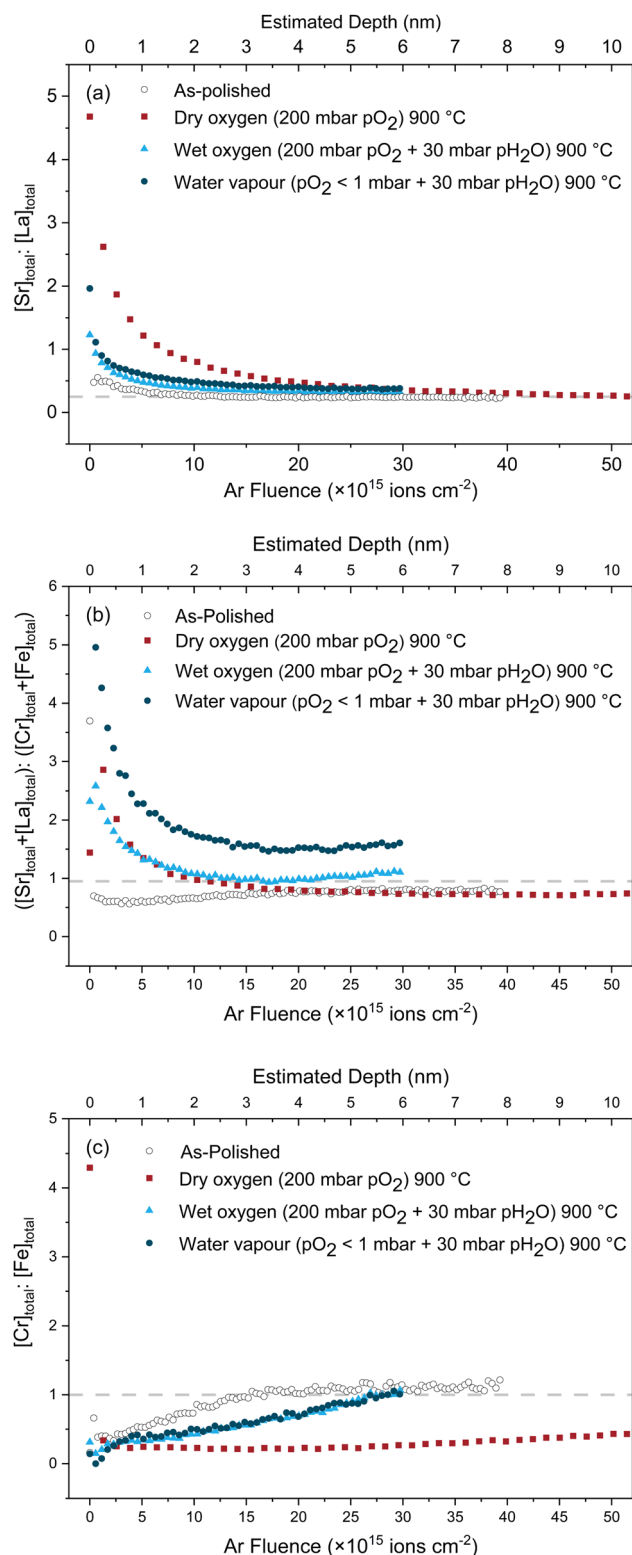 Estimated Depth (nm)
0 1 2 3 4 5 6 7 8 9 10
(a)
As-polished
Dry oxygen (200 mbar pO2) 900 °C
Wet oxygen (200 mbar pO2 + 30 mbar pH2O) 900 °C
Water vapour (pO2 < 1 mbar + 30 mbar pH2O) 900 °C
5
4
3
2
1
0
[Sr]total: [La]total
0 10 20 30 40 50
Ar Fluence (×10^15 ions cm-2)
Estimated Depth (nm)
0 1 2 3 4 5 6 7 8 9 10
(b)
As-Polished
Dry oxygen (200 mbar pO2) 900 °C
Wet oxygen (200 mbar pO2 + 30 mbar pH2O) 900 °C
Water vapour (pO2 < 1 mbar + 30 mbar pH2O) 900 °C
6
5
4
3
2
1
0
([Sr]total+[La]total): ([Cr]total+[Fe]total)
0 5 10 15 20 25 30 35 40 45 50
Ar Fluence (×10^15 ions cm-2)
Estimated Depth (nm)
0 1 2 3 4 5 6 7 8 9 10
(c)
As-Polished
Dry oxygen (200 mbar pO2) 900 °C
Wet oxygen (200 mbar pO2 + 30 mbar pH2O) 900 °C
Water vapour (pO2 < 1 mbar + 30 mbar pH2O) 900 °C
5
4
3
2
1
0
[Cr]total: [Fe]total
0 5 10 15 20 25 30 35 40 45 50
Ar Fluence (×10^15 ions cm-2)